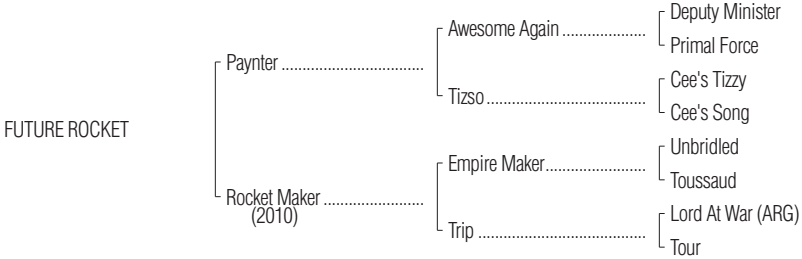 Deputy Minister
Awesome Again ....................
Primal Force
Paynter ..................................
Cee's Tizzy
Tizso ......................................
Cee's Song
FUTURE ROCKET
Unbridled
Empire Maker........................
Toussaud
Rocket Maker ........................
(2010)
Lord At War (ARG)
Trip ........................................
Tour